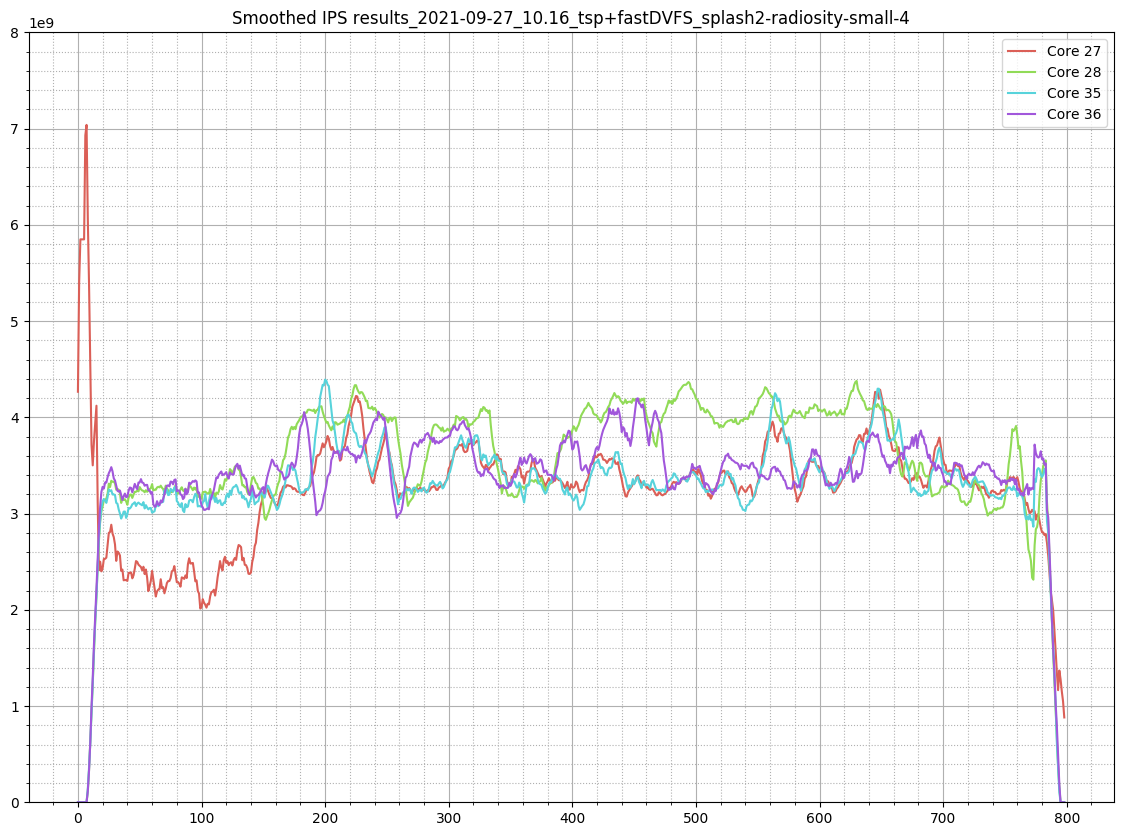 Smoothed IPS results_2021-09-27_10.16_tsp+fastDVFS_splash2-radiosity-small-4
1e9
8
7
6
5
4
3
2
1
0
0 100 200 300 400 500 600 700 800
Core 27
Core 28
Core 35
Core 36